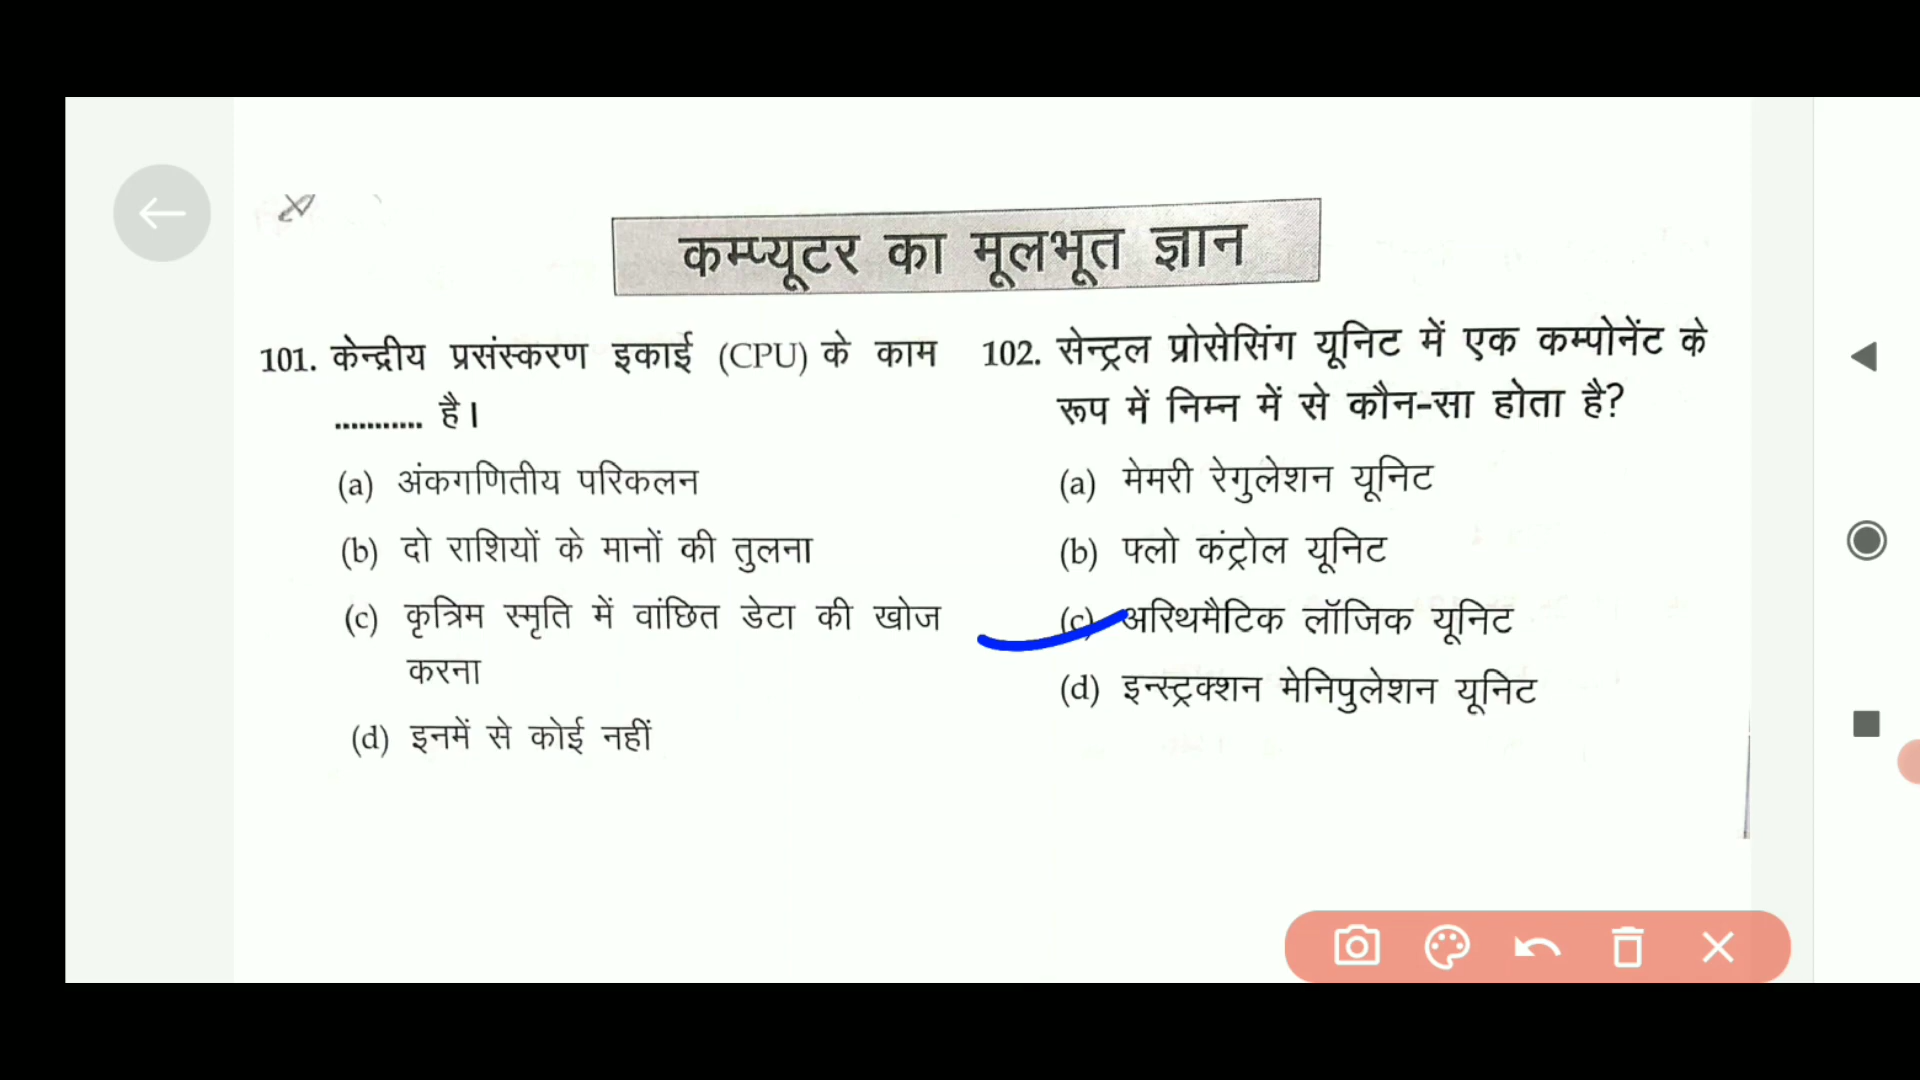 कम्प्यूटर का मूलभूत ज्ञान
101. केन्द्रीय प्रसंस्करण इकाई (CPU) के काम
........... है।
(a) अंकगणितीय परिकलन
(b) दो राशियों के मानों की तुलना
(c) कृत्रिम स्मृति में वांछित डेटा की खोज
करना
(d) इनमें से कोई नहीं
102. सेन्ट्रल प्रोसेसिंग यूनिट में एक कम्पोनेंट के
रूप में निम्न में से कौन-सा होता है?
(a) मेमरी रेगुलेशन यूनिट
(b) फ्लो कंट्रोल यूनिट
(c) अरिथमैटिक लॉजिक यूनिट
(d) इन्स्ट्रक्शन मेनिपुलेशन यूनिट